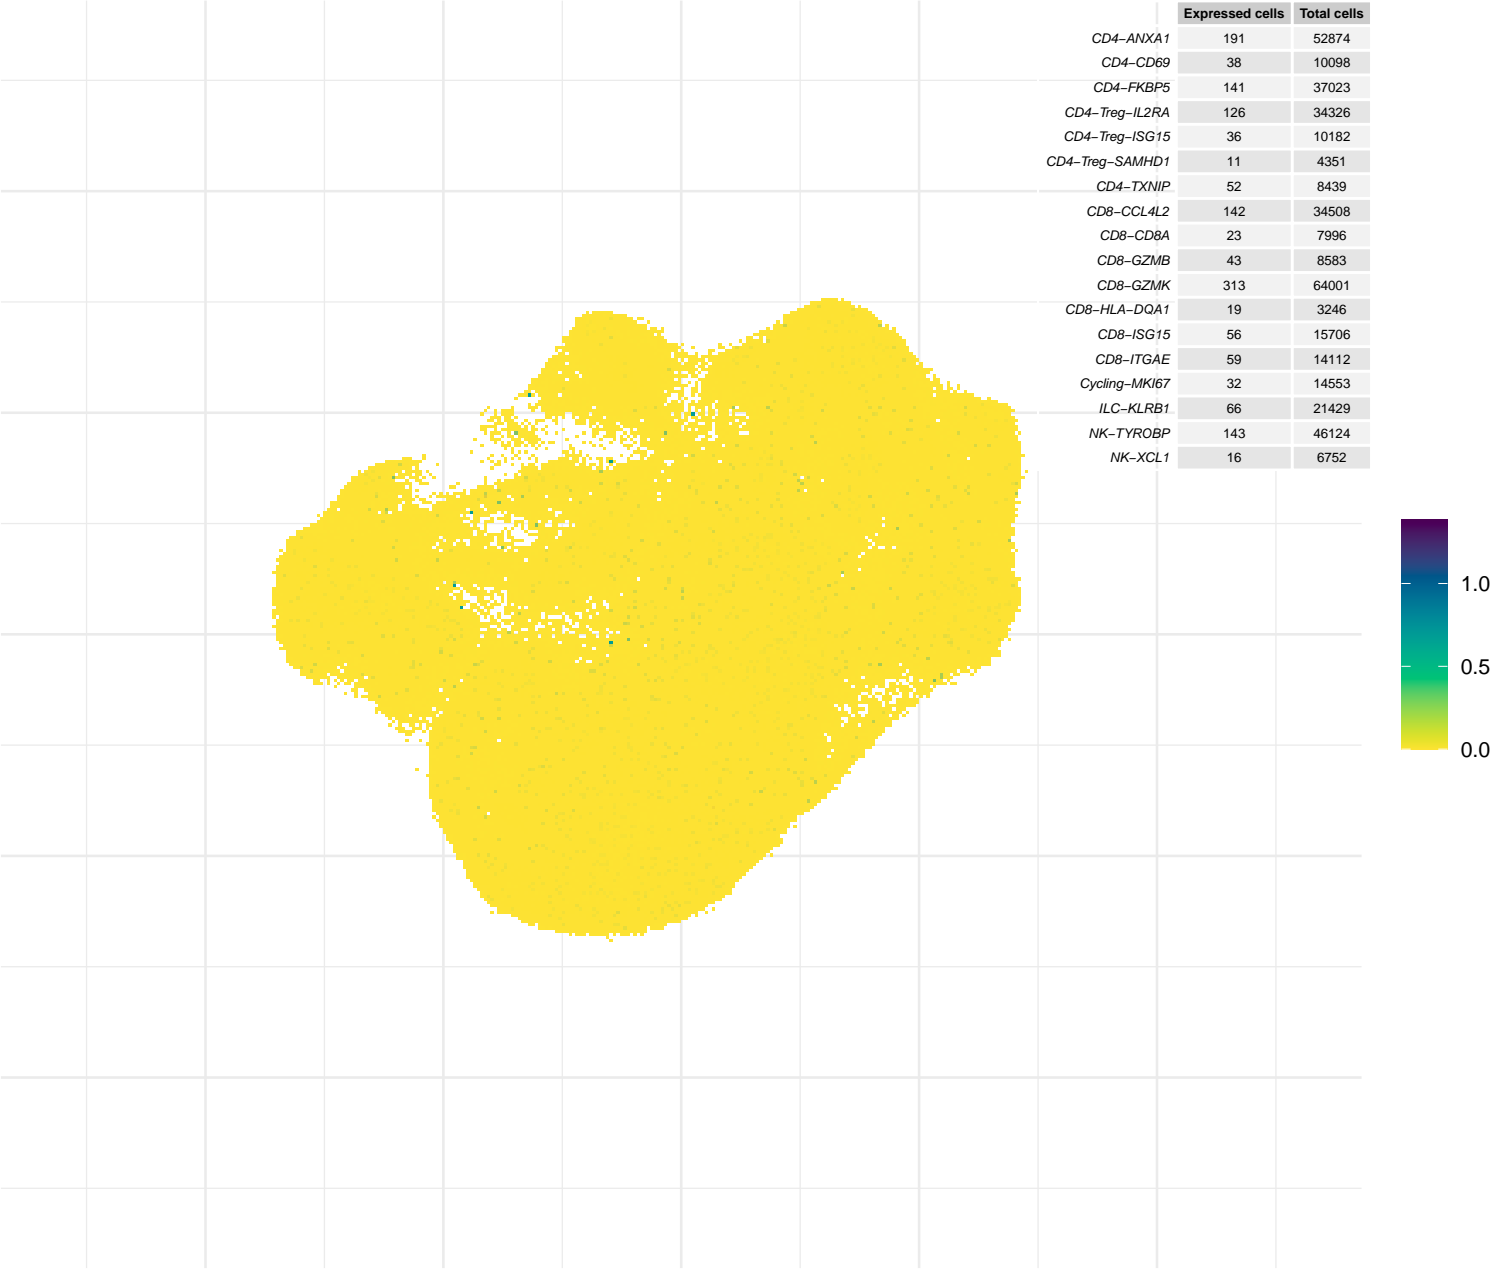 Expressed cells Total cells
CD4−ANXA1 191 52874
CD4−CD69 38 10098
CD4−FKBP5 141 37023
CD4−Treg−IL2RA 126 34326
CD4−Treg−ISG15 36 10182
CD4−Treg−SAMHD1 11 4351
CD4−TXNIP 52 8439
CD8−CCL4L2 142 34508
CD8−CD8A 23 7996
CD8−GZMB 43 8583
CD8−GZMK 313 64001
CD8−HLA−DQA1 19 3246
CD8−ISG15 56 15706
CD8−ITGAE 59 14112
Cycling−MKI67 32 14553
ILC−KLRB1 66 21429
NK−TYROBP 143 46124
NK−XCL1 16 6752
1.0
0.5
0.0